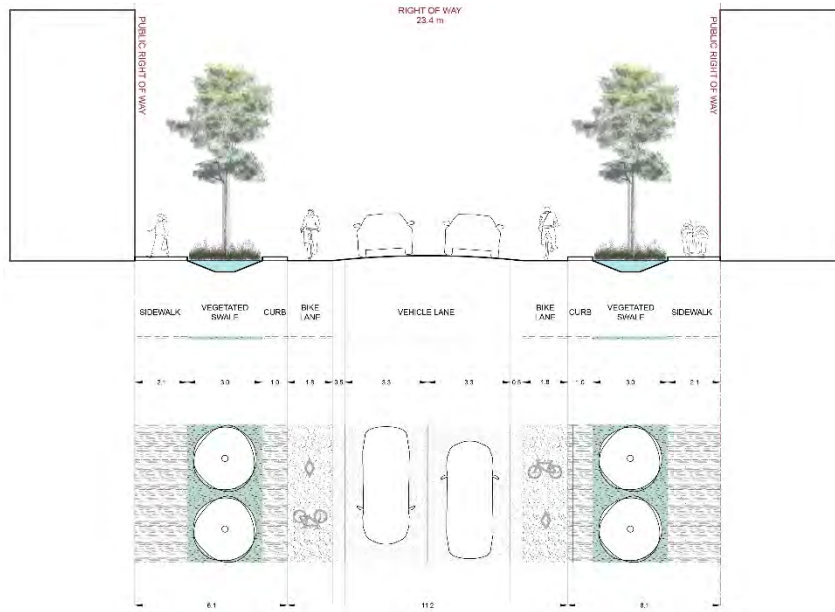 RIGHT OF WAY
23.4 m
PUBLIC RIGHT OF WAY
PUBLIC RIGHT OF WAY
SIDEWALK
VEGETATED
SWALE
CURB
BIKE
LANE
VEHICLE LANE
BIKE
LANE
CURB
VEGETATED
SWALE
SIDEWALK
2.1 3.0 1.0 1.8 3.3 3.3 0.5 1.8 1.0 3.0 2.1
6.1 11.2 6.1